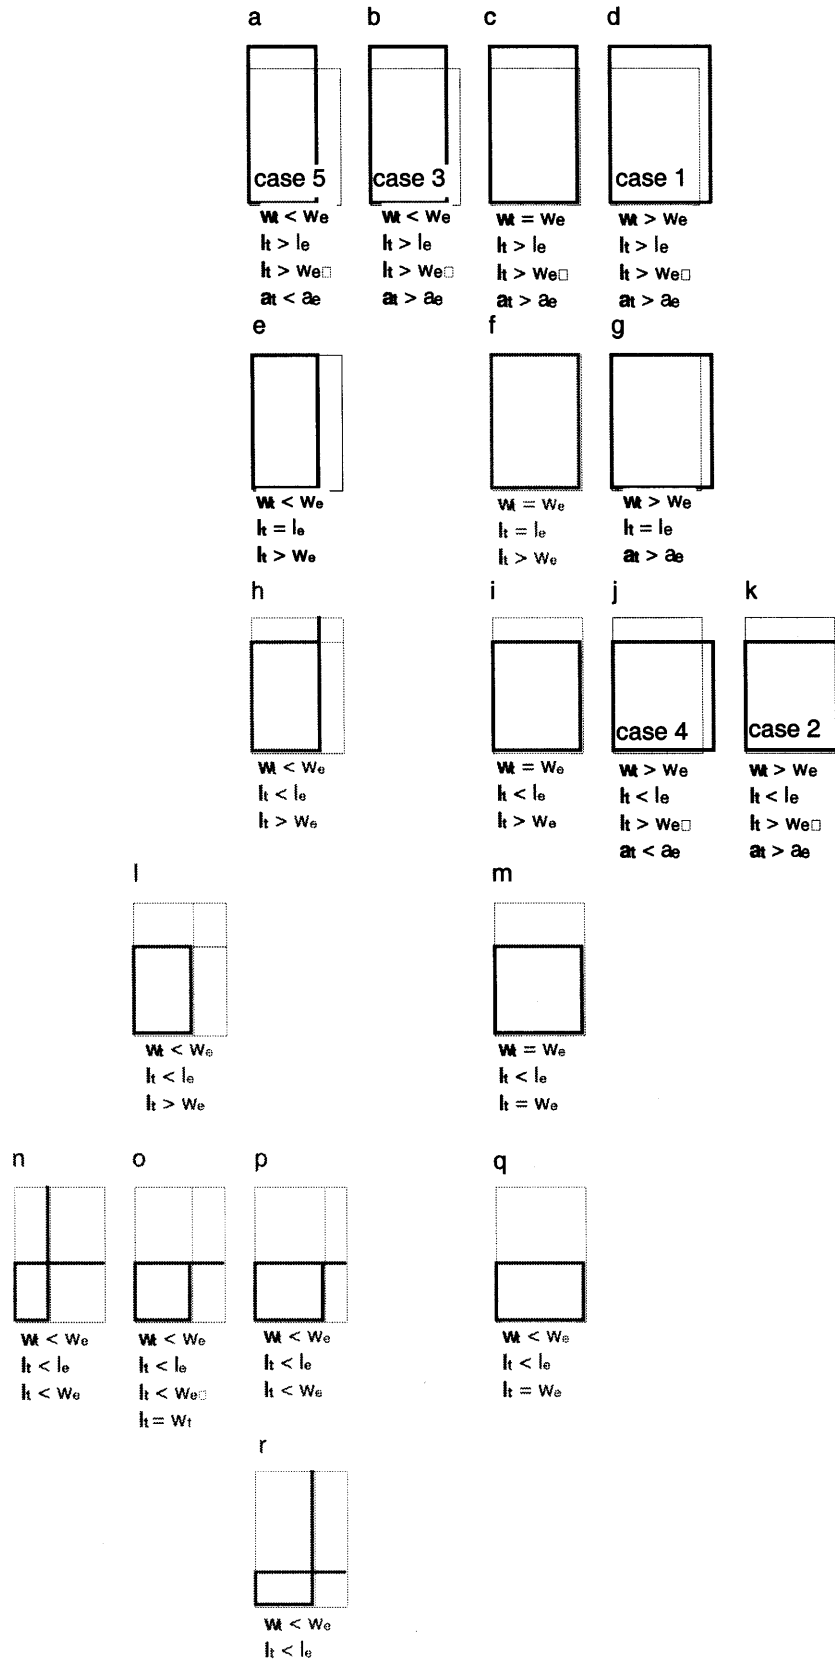 a b c d
case 5 case 3 case 1
wt < we wt < we wt = we wt > we
lt > le lt > le lt > le lt > le
lt > we□ lt > we□ lt > we□ lt > we□
at < ae at > ae at > ae at > ae
e f g
wt < we wt = we wt > we
lt = le lt = le lt = le
lt > we lt > we at > ae
h i j k
case 4 case 2
wt < we wt = we wt > we wt > we
lt < le lt < le lt < le lt < le
lt > we lt > we lt > we□ lt > we□
at < ae at > ae
l m
wt < we wt = we
lt < le lt < le
lt > we lt = we
n o p q
wt < we wt < we wt < we wt < we
lt < le lt < le lt < le lt < le
lt < we lt < we□ lt < we lt = we
lt = wt
r
wt < we
lt < le